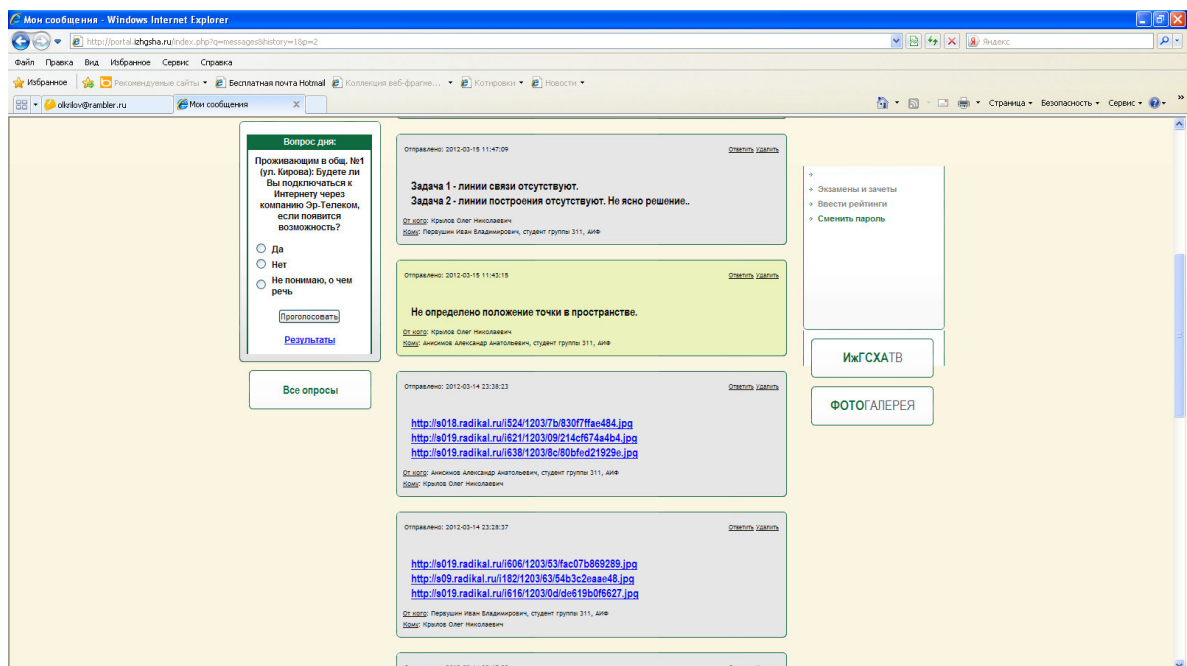 Мои сообщения - Windows Internet Explorer
http://portal.izhgsha.ru/index.php?q=messages&history=1&p=2
Яндекс
Файл Правка Вид Избранное Сервис Справка
Избранное Рекомендуемые сайты Бесплатная почта Hotmail Коллекция веб-фрагме... Котировки Новости
olkrilov@rambler.ru Мои сообщения X Страница Безопасность Сервис
Вопрос дня:
Проживающим в общ. №1
(ул. Кирова): Будете ли
Вы подключаться к
Интернету через
компанию Эр-Телеком,
если появится
возможность?
Да
Нет
Не понимаю, о чем
речь
Проголосовать
Результаты
Все опросы
Отправлено: 2012-03-15 11:47:09 Ответить Удалить
Задача 1 - линии связи отсутствуют.
Задача 2 - линии построения отсутствуют. Не ясно решение..
От кого: Крылов Олег Николаевич
Кому: Первушин Иван Владимирович, студент группы 311, АИФ
Отправлено: 2012-03-15 11:43:15 Ответить Удалить
Не определено положение точки в пространстве.
От кого: Крылов Олег Николаевич
Кому: Анисимов Александр Анатольевич, студент группы 311, АИФ
Отправлено: 2012-03-14 23:38:23 Ответить Удалить
http://s018.radikal.ru/i524/1203/7b/830f7ffae484.jpg
http://s019.radikal.ru/i621/1203/09/214cf674a4b4.jpg
http://s019.radikal.ru/i638/1203/8c/80bfed21929e.jpg
От кого: Анисимов Александр Анатольевич, студент группы 311, АИФ
Кому: Крылов Олег Николаевич
Отправлено: 2012-03-14 23:28:37 Ответить Удалить
http://s019.radikal.ru/i606/1203/53/fac07b869289.jpg
http://s09.radikal.ru/i182/1203/63/54b3c2eaae48.jpg
http://s019.radikal.ru/i616/1203/0d/de619b0f6627.jpg
От кого: Первушин Иван Владимирович, студент группы 311, АИФ
Кому: Крылов Олег Николаевич
Экзамены и зачеты
Ввести рейтинги
Сменить пароль
ИжГСХАТВ
ФОТОГАЛЕРЕЯ